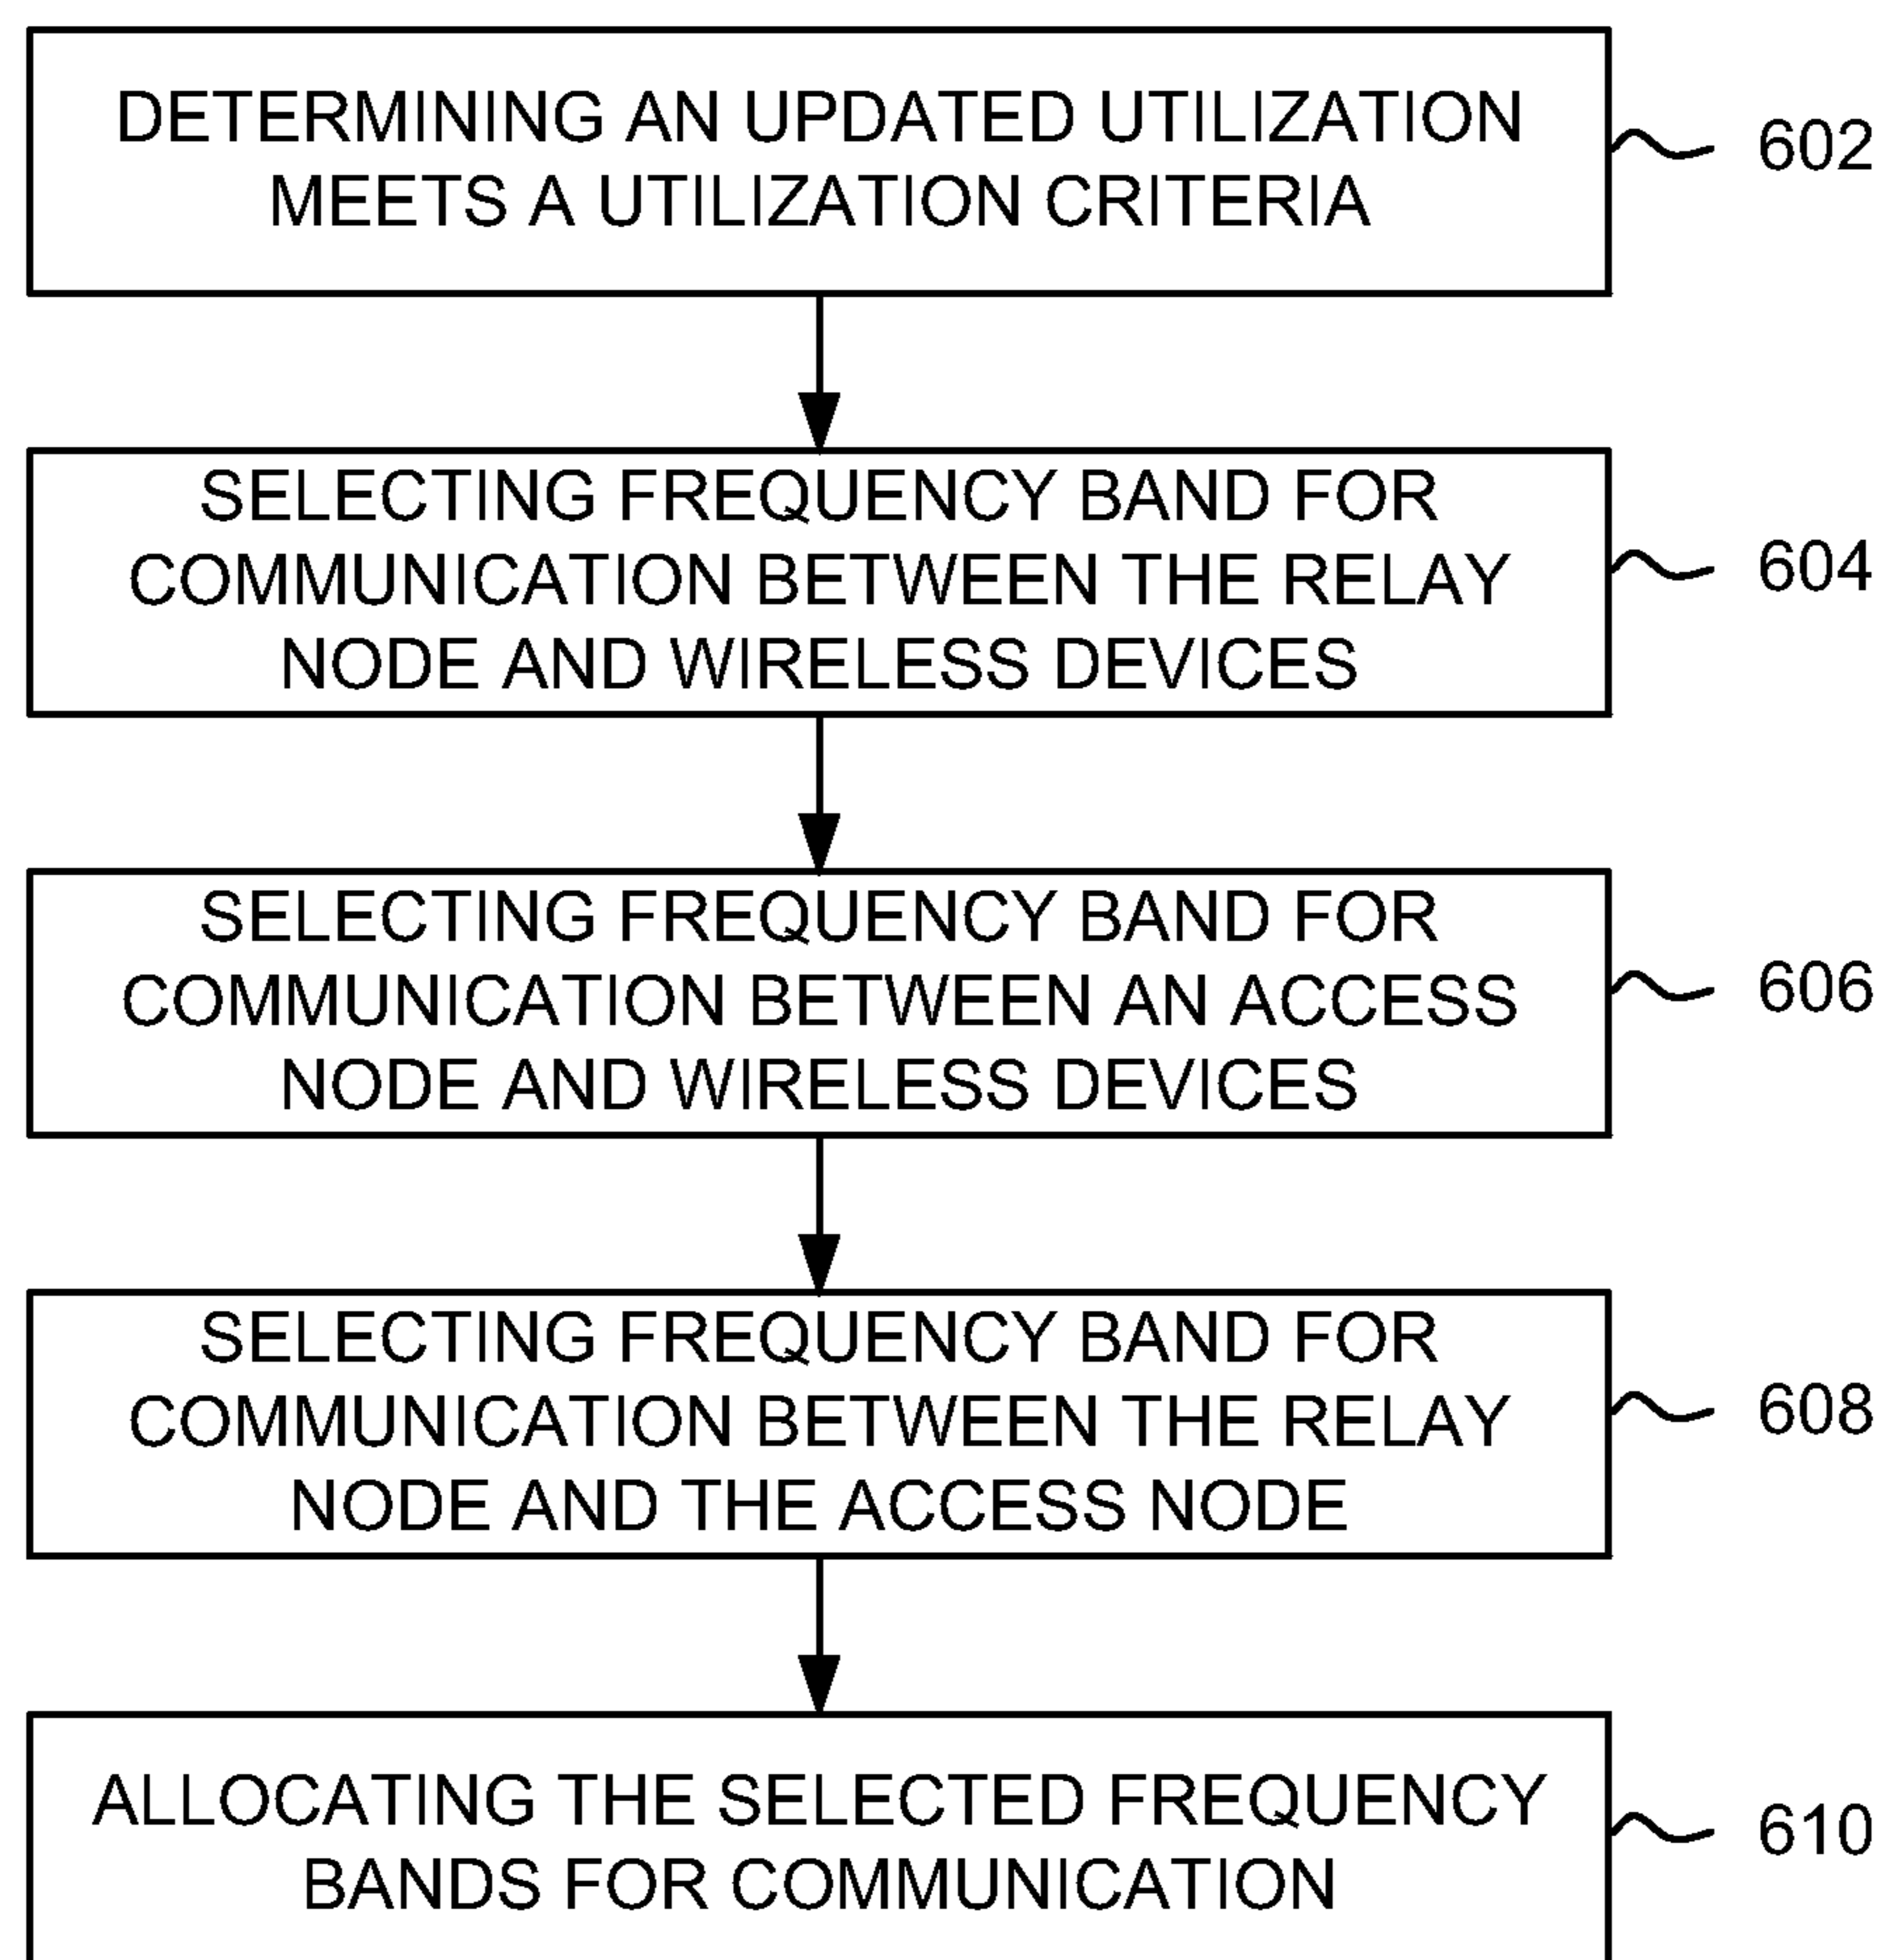 DETERMINING AN UPDATED UTILIZATION
MEETS A UTILIZATION CRITERIA
602
SELECTING FREQUENCY BAND FOR
COMMUNICATION BETWEEN THE RELAY
NODE AND WIRELESS DEVICES
604
SELECTING FREQUENCY BAND FOR
COMMUNICATION BETWEEN AN ACCESS
NODE AND WIRELESS DEVICES
606
SELECTING FREQUENCY BAND FOR
COMMUNICATION BETWEEN THE RELAY
NODE AND THE ACCESS NODE
608
ALLOCATING THE SELECTED FREQUENCY
BANDS FOR COMMUNICATION
610